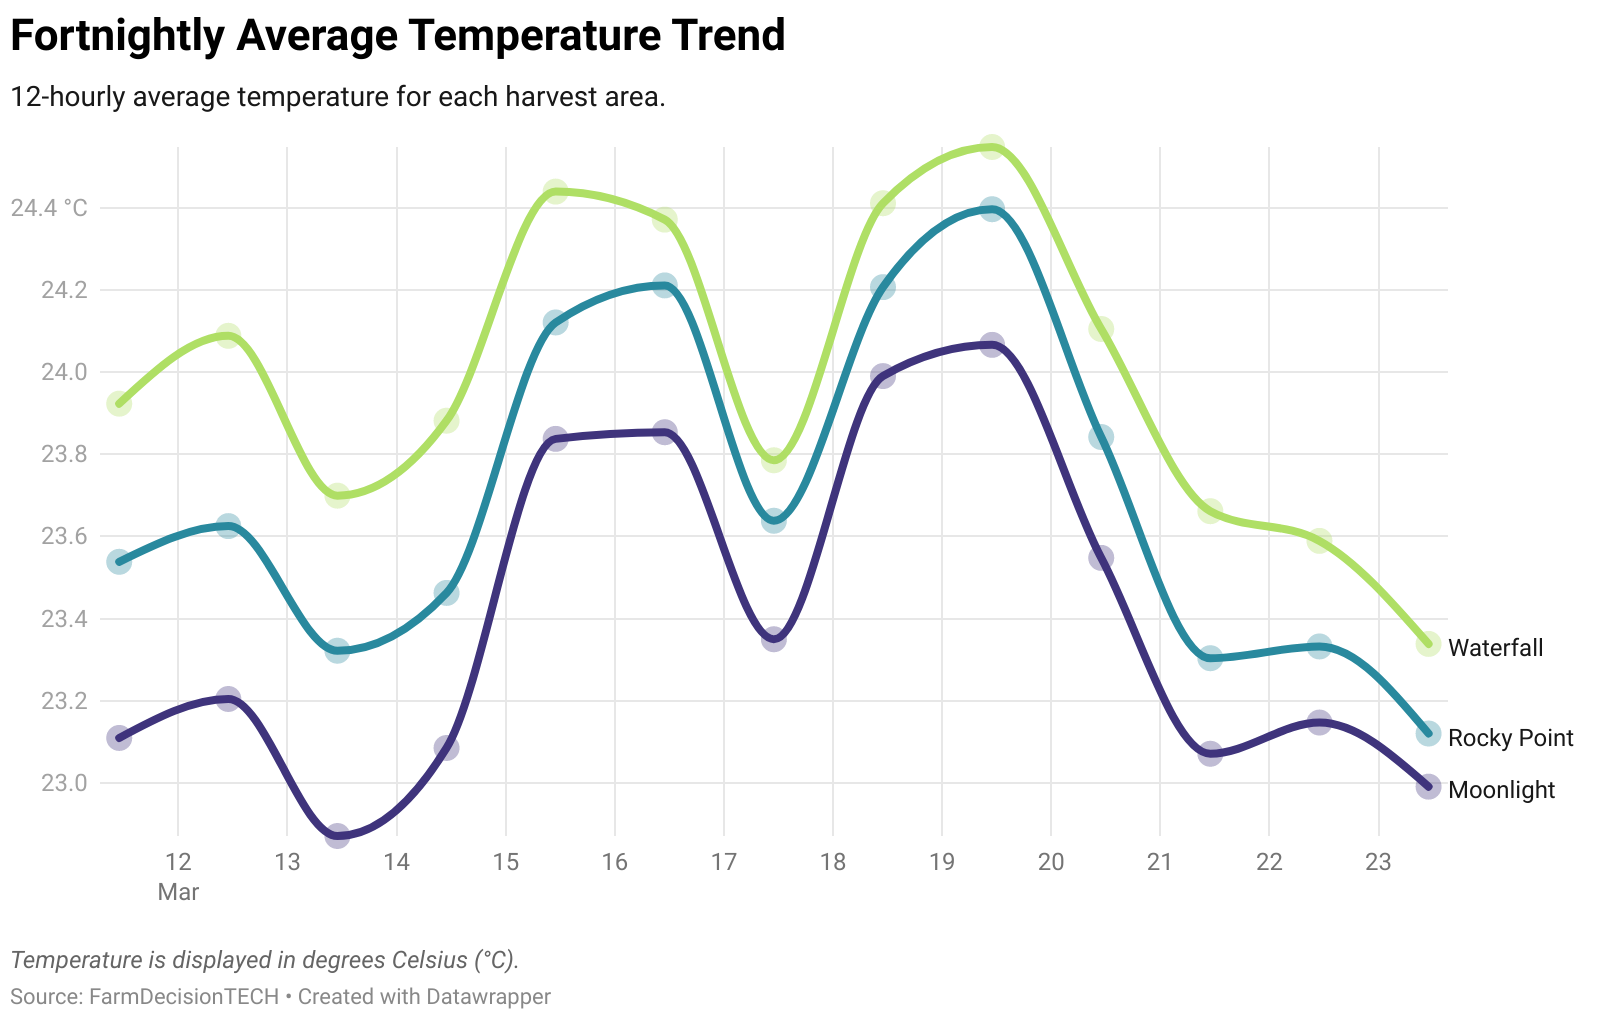 Fortnightly Average Temperature Trend
12-hourly average temperature for each harvest area.
24.4 °C
24.2
24.0
23.8
23.6
23.4
23.2
23.0
Waterfall
Rocky Point
Moonlight
12 13 14 15 16 17 18 19 20 21 22 23
Mar
Temperature is displayed in degrees Celsius (°C).
Source: FarmDecisionTECH • Created with Datawrapper